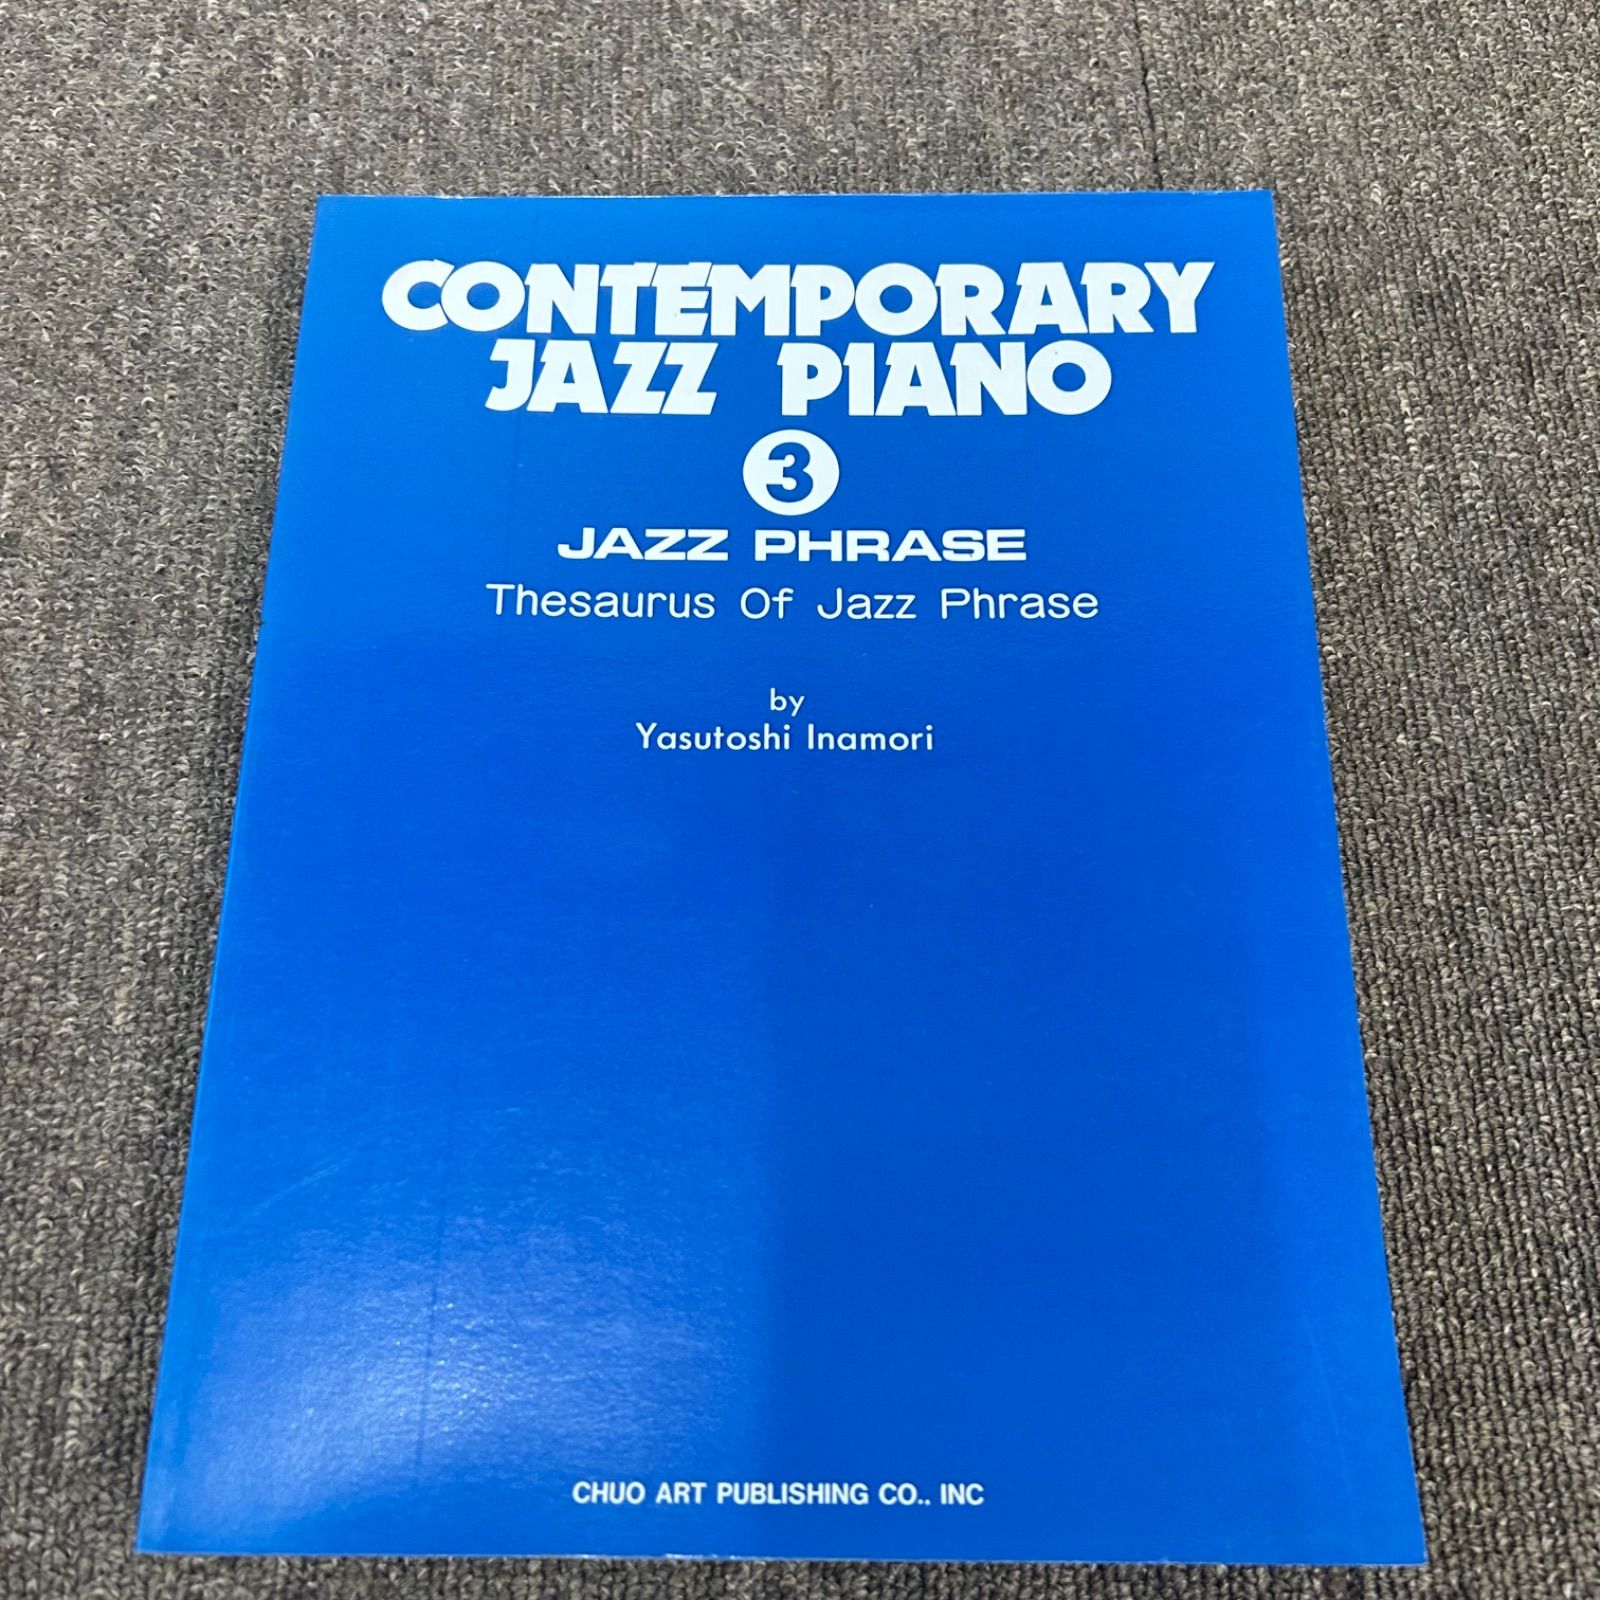 CONTEMPORARY
JAZZ PIANO
3
JAZZ PHRASE
Thesaurus Of Jazz Phrase
by
Yasutoshi Inamori
CHUO ART PUBLISHING CO., INC